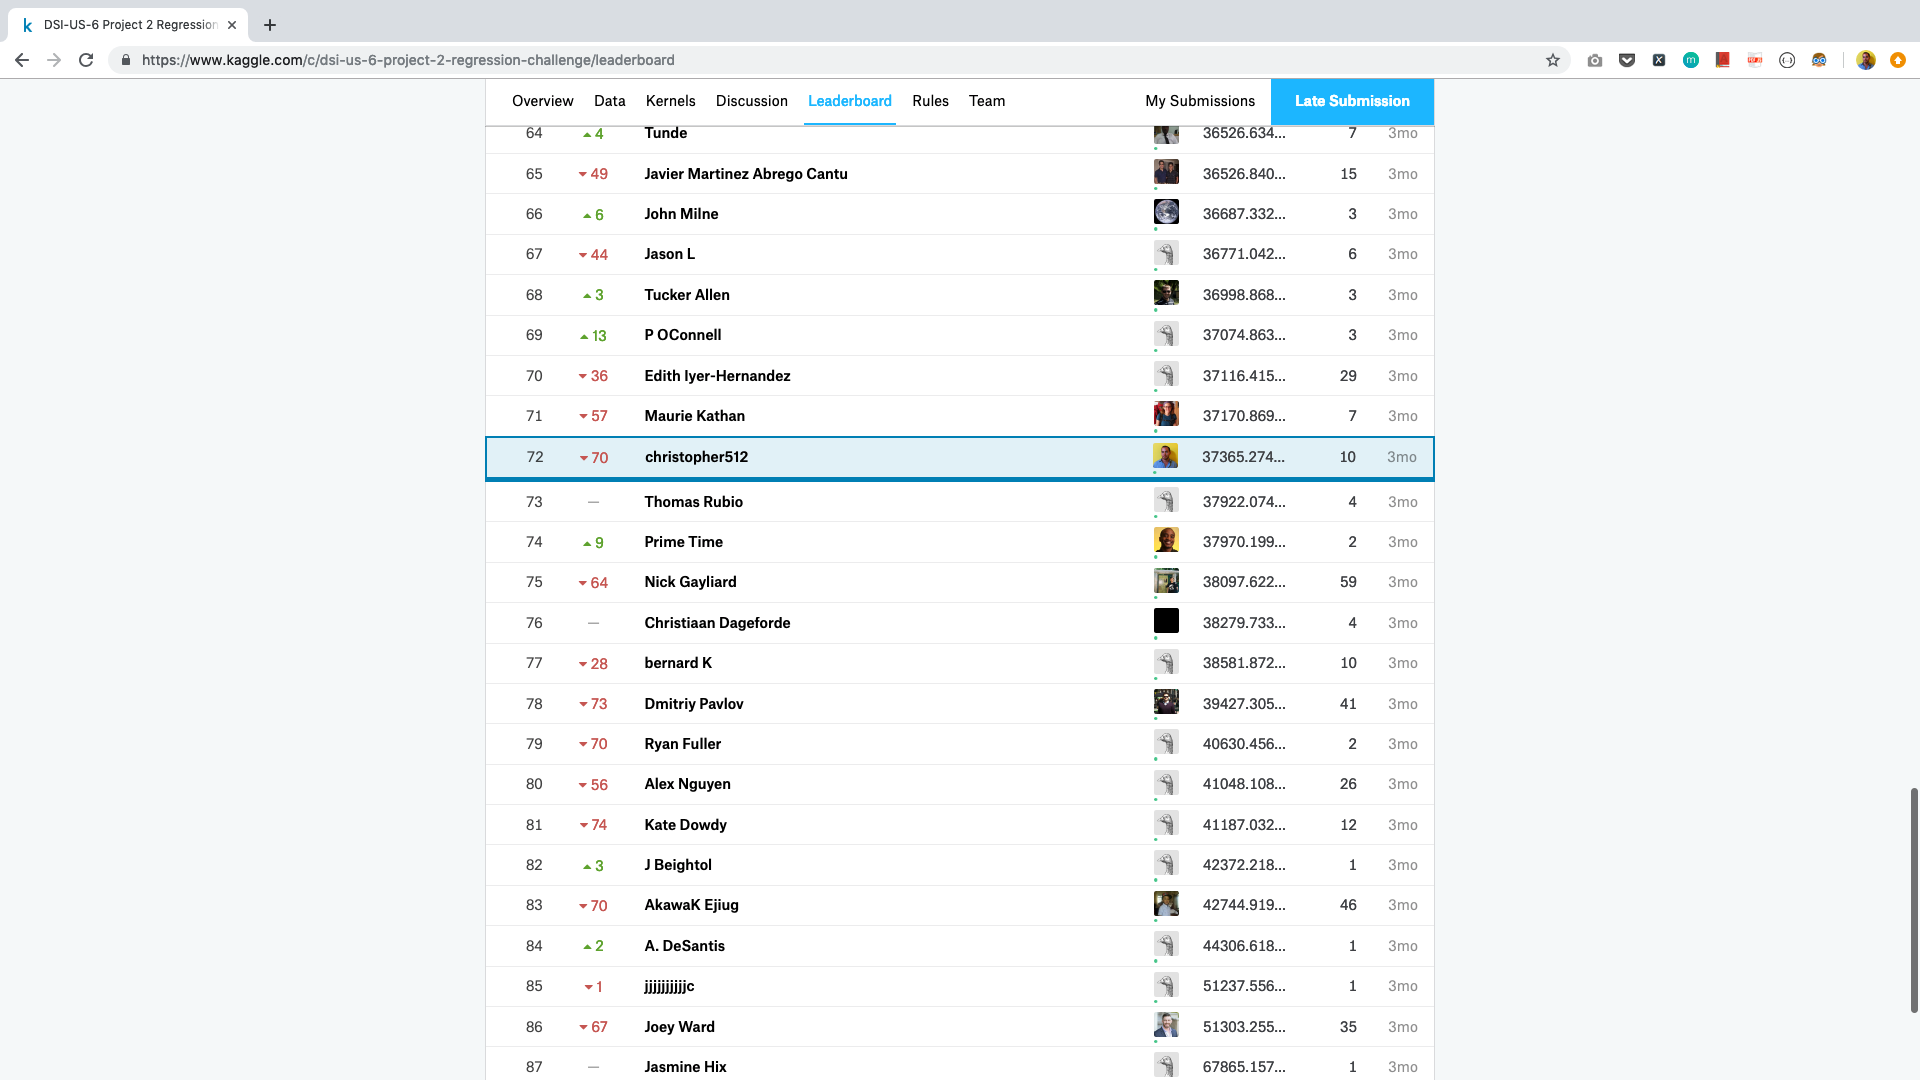 DSI-US-6 Project 2 Regression
https://www.kaggle.com/c/dsi-us-6-project-2-regression-challenge/leaderboard
Overview Data Kernels Discussion Leaderboard Rules Team My Submissions Late Submission
64 4 Tunde 36526.634... 7 3mo
65 49 Javier Martinez Abrego Cantu 36526.840... 15 3mo
66 6 John Milne 36687.332... 3 3mo
67 44 Jason L 36771.042... 6 3mo
68 3 Tucker Allen 36998.868... 3 3mo
69 13 P OConnell 37074.863... 3 3mo
70 36 Edith Iyer-Hernandez 37116.415... 29 3mo
71 57 Maurie Kathan 37170.869... 7 3mo
72 70 christopher512 37365.274... 10 3mo
73 — Thomas Rubio 37922.074... 4 3mo
74 9 Prime Time 37970.199... 2 3mo
75 64 Nick Gayliard 38097.622... 59 3mo
76 — Christiaan Dageforde 38279.733... 4 3mo
77 28 bernard K 38581.872... 10 3mo
78 73 Dmitriy Pavlov 39427.305... 41 3mo
79 70 Ryan Fuller 40630.456... 2 3mo
80 56 Alex Nguyen 41048.108... 26 3mo
81 74 Kate Dowdy 41187.032... 12 3mo
82 3 J Beightol 42372.218... 1 3mo
83 70 AkawaK Ejiug 42744.919... 46 3mo
84 2 A. DeSantis 44306.618... 1 3mo
85 1 jjjjjjjjjjc 51237.556... 1 3mo
86 67 Joey Ward 51303.255... 35 3mo
87 — Jasmine Hix 67865.157... 1 3mo